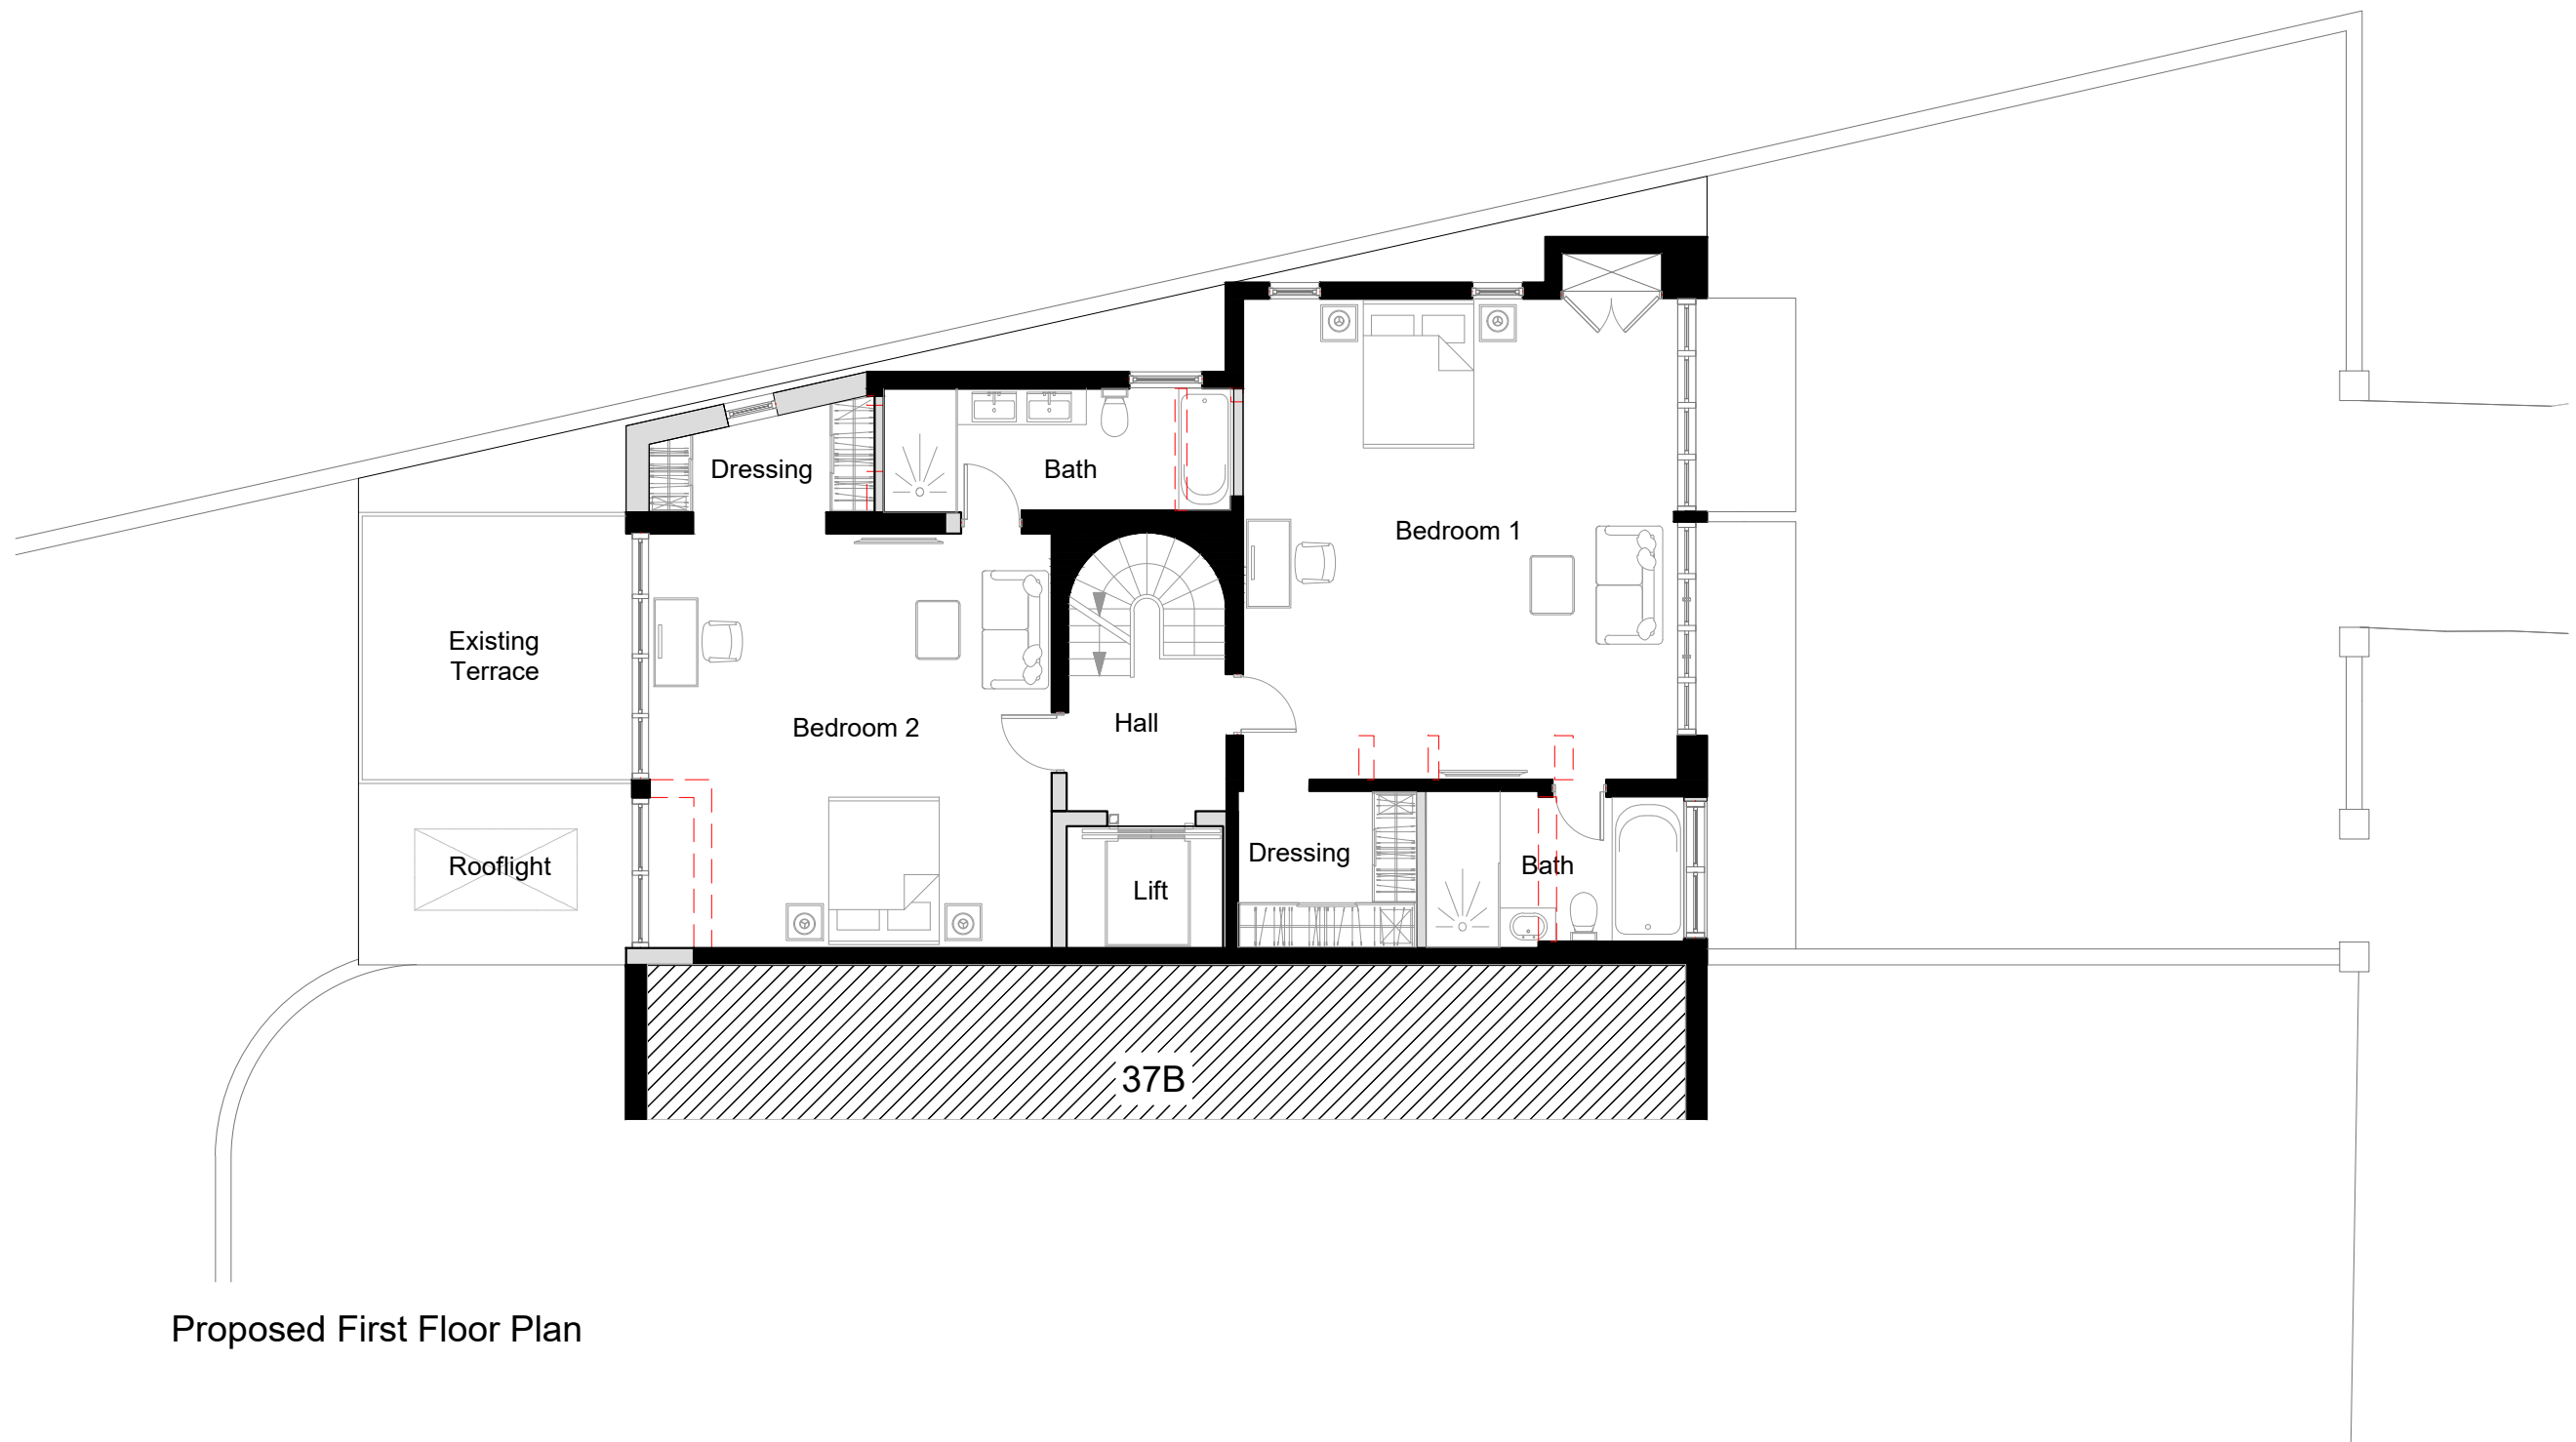 Dressing
Bath
Bedroom 1
Existing
Terrace
Bedroom 2
Hall
Rooflight
Lift
Dressing
Bath
37B
Proposed First Floor Plan